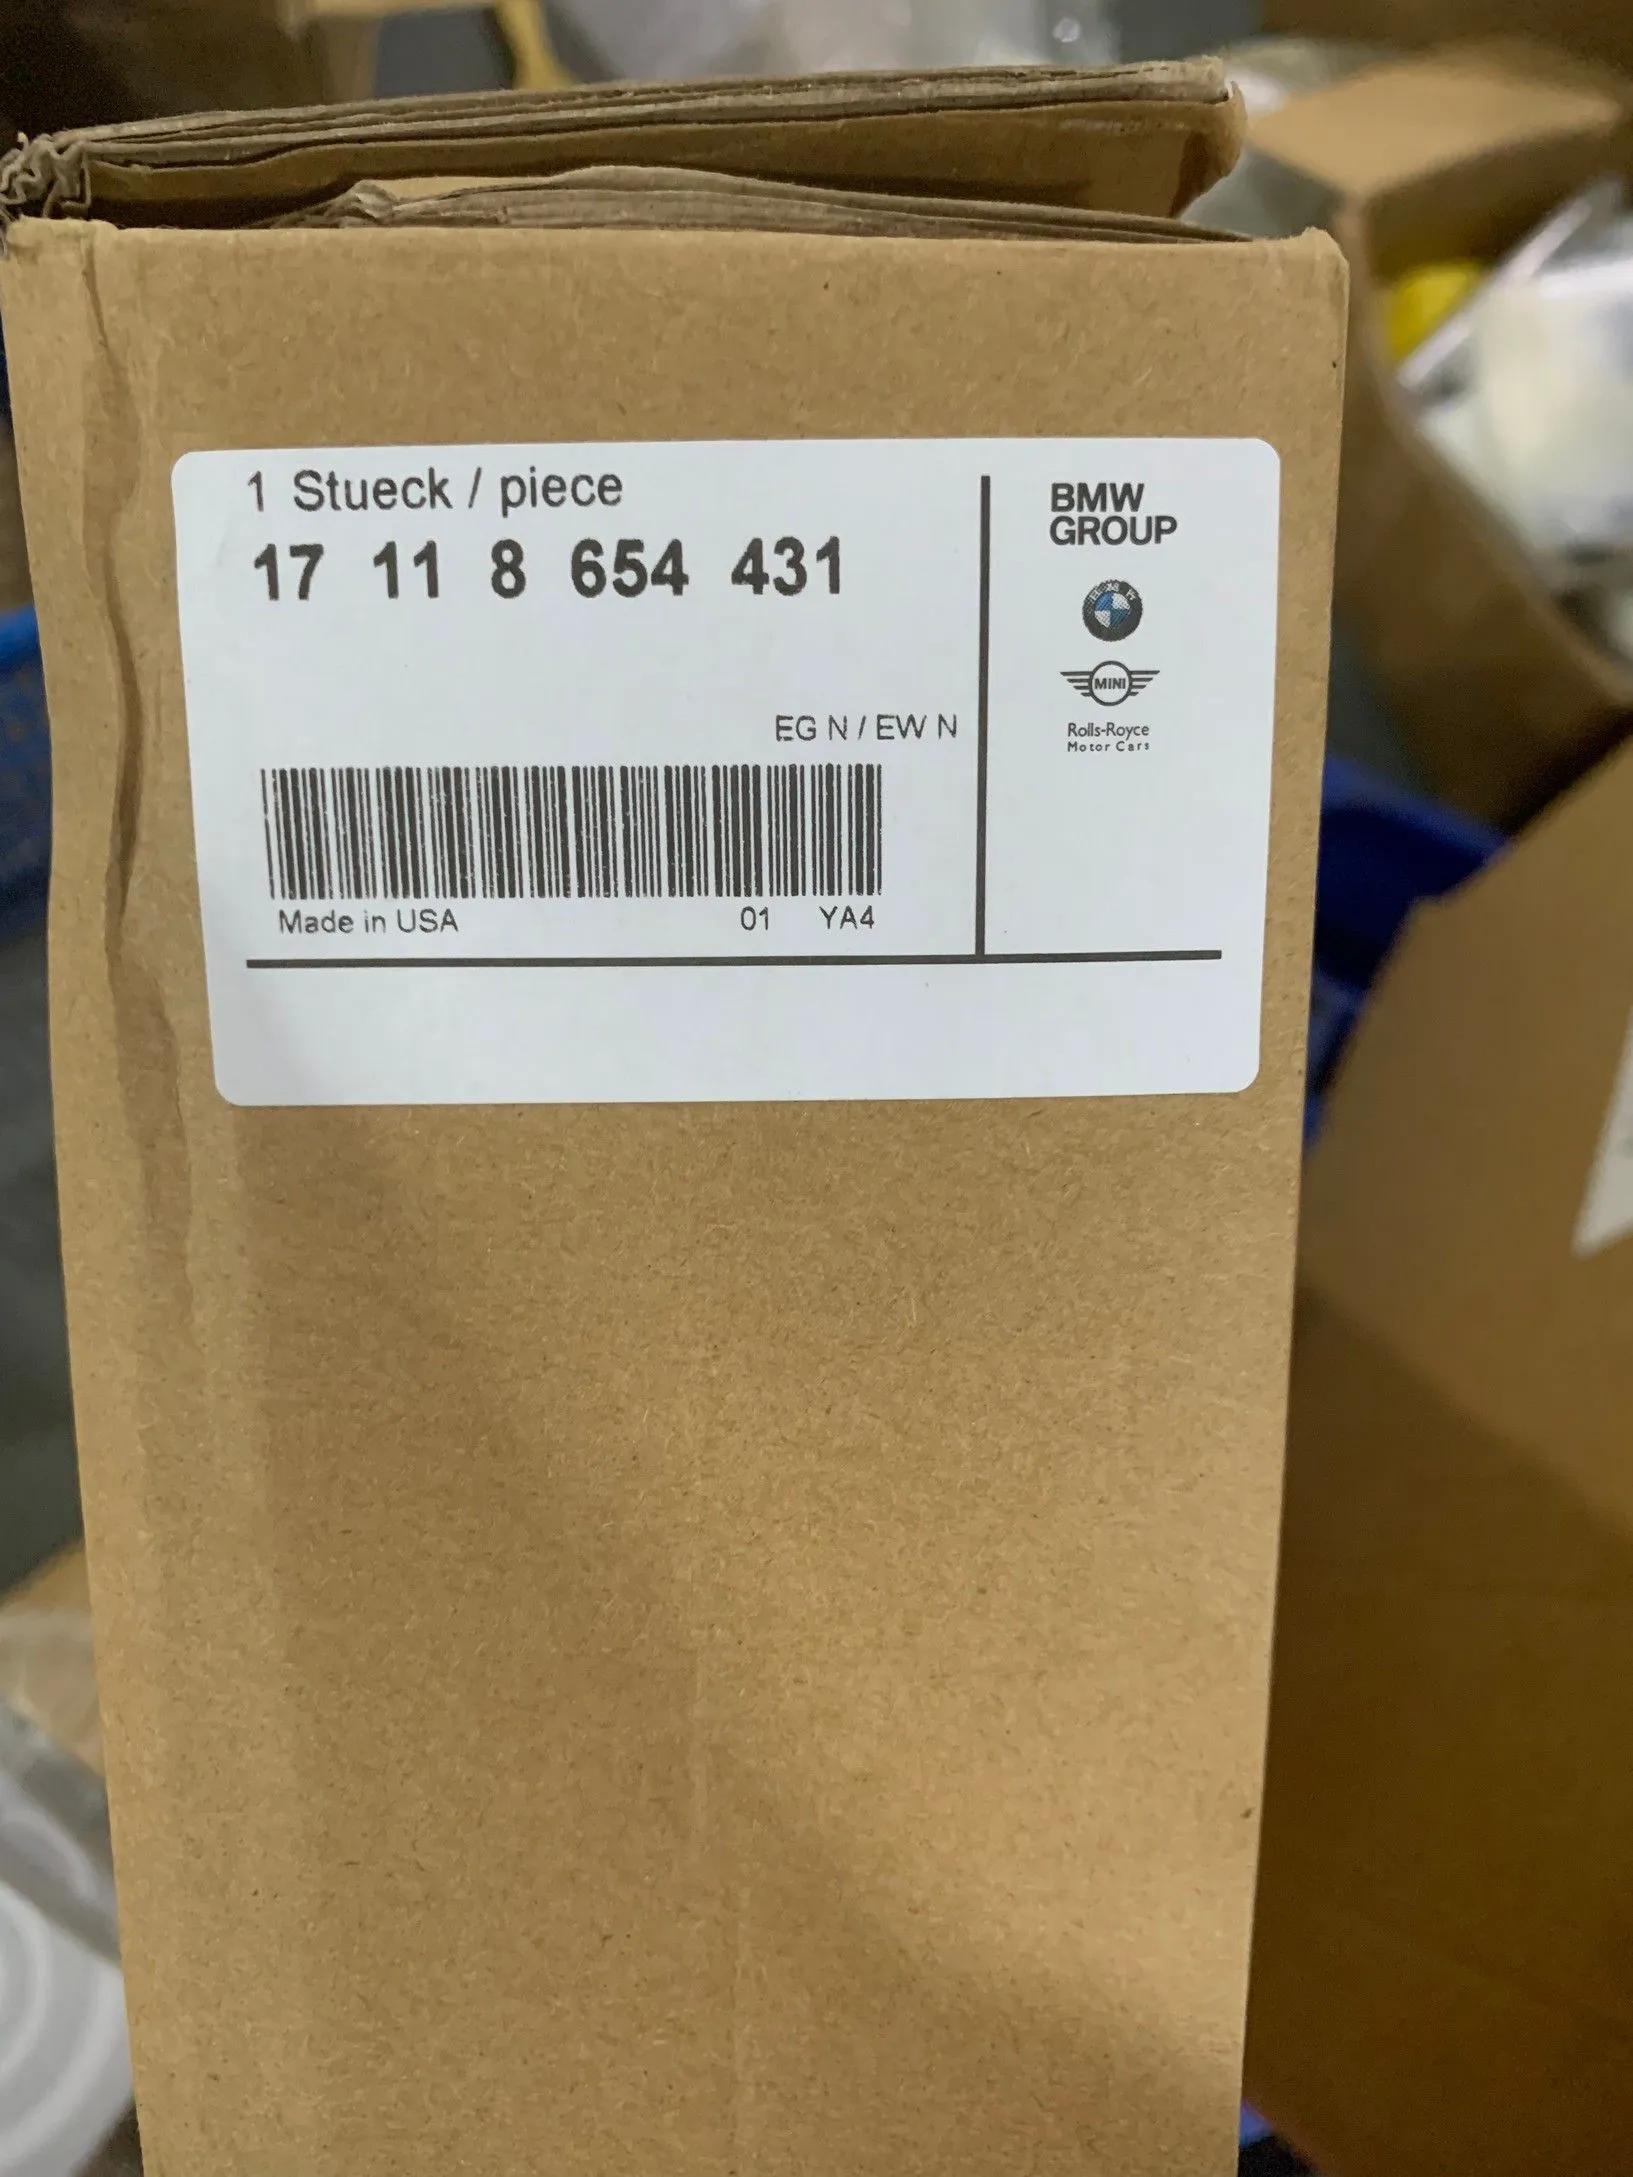 1 Stueck / piece
17 11 8 654 431
EG N / EW N
Made in USA 01 YA4
BMW
GROUP
BMW
MINI
Rolls-Royce
Motor Cars